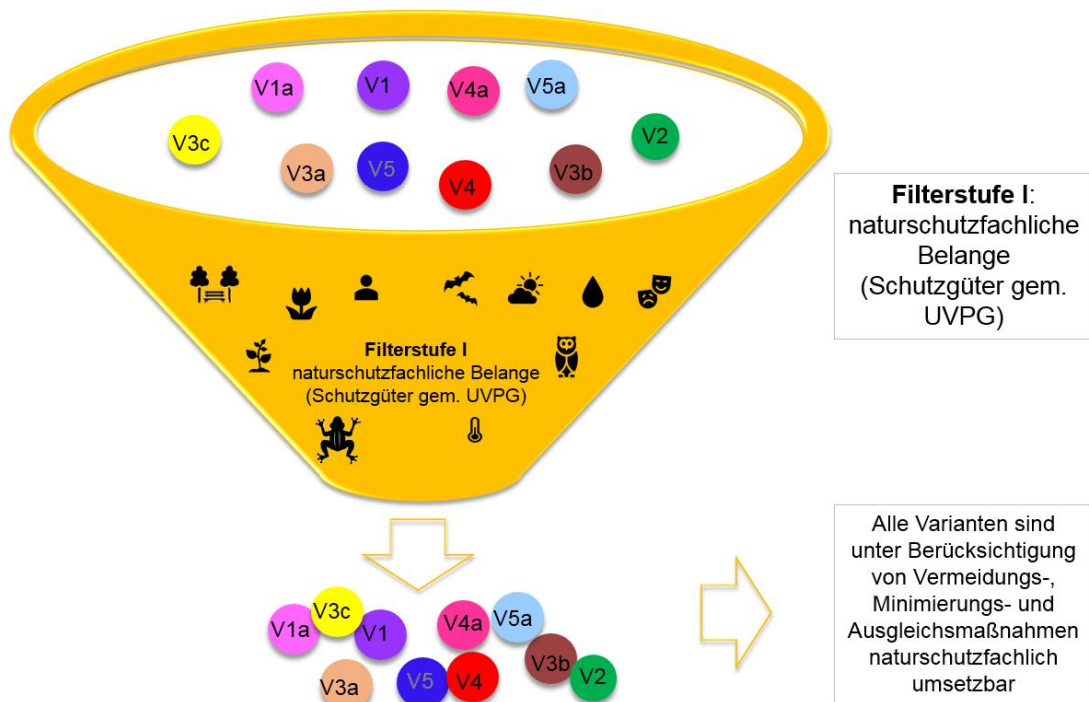 V1a
V1
V4a
V5a
V3c
V2
V3a
V5
V4
V3b
Filterstufe I
naturschutzfachliche Belange
(Schutzgüter gem. UVPG)
Filterstufe I:
naturschutzfachliche
Belange
(Schutzgüter gem.
UVPG)
V1a
V3c
V1
V4a
V5a
V3a
V5
V4
V3b
V2
Alle Varianten sind
unter Berücksichtigung
von Vermeidungs-,
Minimierungs- und
Ausgleichsmaßnahmen
naturschutzfachlich
umsetzbar